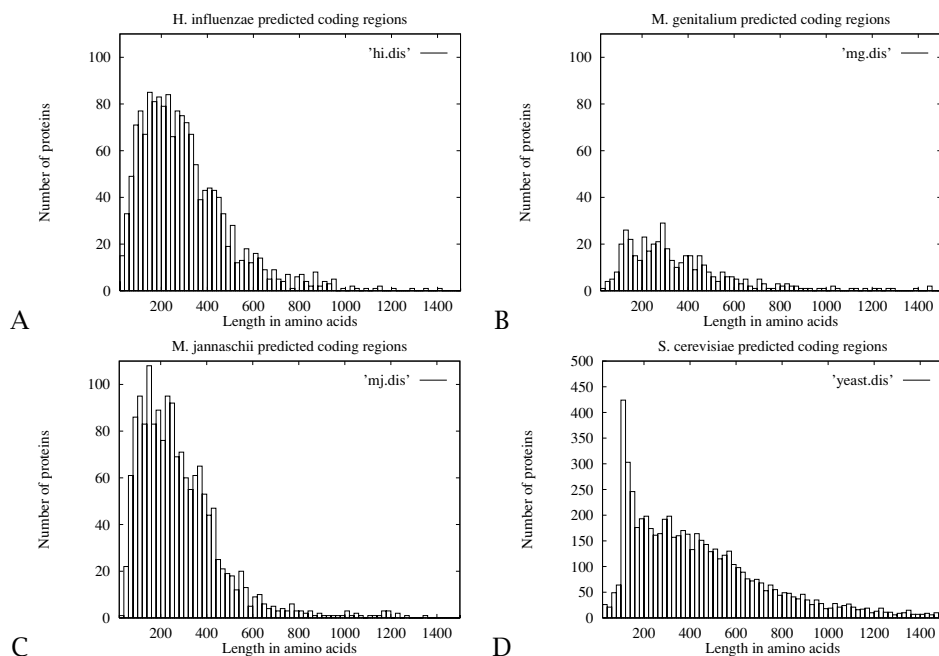 H. influenzae predicted coding regions
'hi.dis'
Number of proteins
100
80
60
40
20
0
200 400 600 800 1000 1200 1400
Length in amino acids
A
M. genitalium predicted coding regions
'mg.dis'
Number of proteins
100
80
60
40
20
0
200 400 600 800 1000 1200 1400
Length in amino acids
B
M. jannaschii predicted coding regions
'mj.dis'
Number of proteins
100
80
60
40
20
0
200 400 600 800 1000 1200 1400
Length in amino acids
C
S. cerevisiae predicted coding regions
'yeast.dis'
Number of proteins
500
450
400
350
300
250
200
150
100
50
0
200 400 600 800 1000 1200 1400
Length in amino acids
D